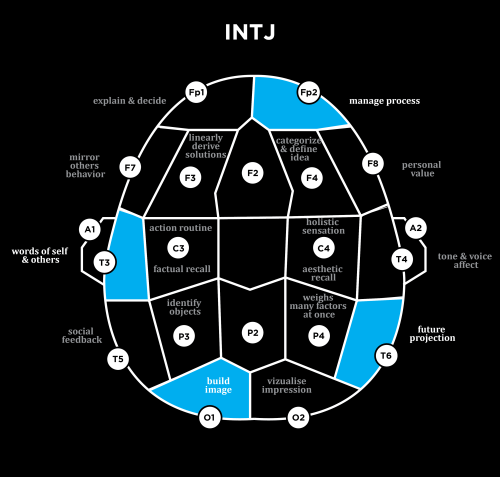 INTJ
Fp1
Fp2
explain & decide
manage process
linearly
derive
solutions
categorize
& define
idea
mirror
others
behavior
F7
F3
F2
F4
F8
personal
value
A1
action routine
holistic
sensation
A2
words of self
& others
T3
C3
C4
T4
tone & voice
affect
factual recall
aesthetic
recall
identify
objects
weighs
many factors
at once
social
feedback
P3
P2
P4
future
projection
T5
T6
build
image
vizualise
impression
O1
O2